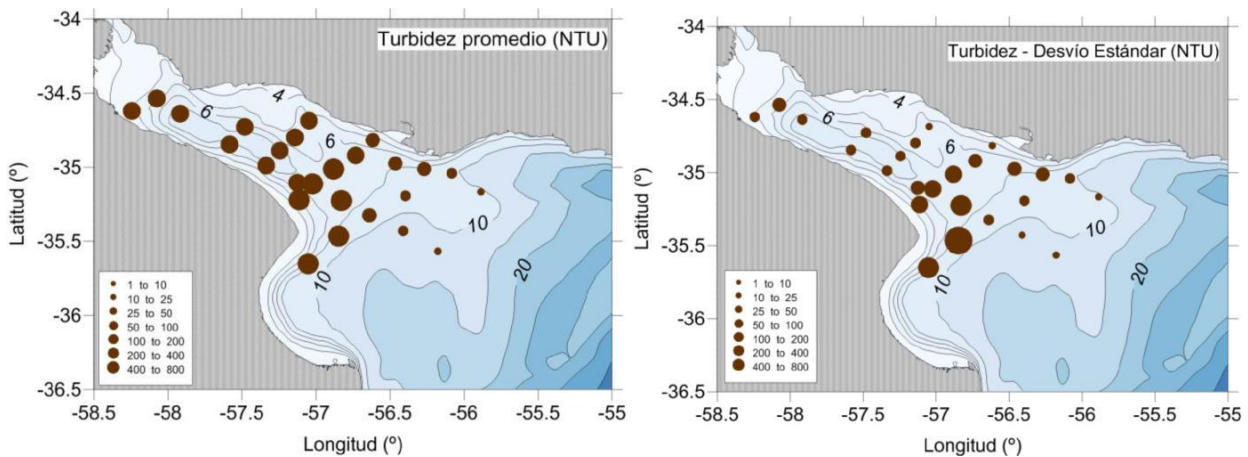 Turbidez promedio (NTU)
-34
-34.5
-35
-35.5
-36
-36.5
Latitud (º)
4
6
6
10
10
20
1 to 10
10 to 25
25 to 50
50 to 100
100 to 200
200 to 400
400 to 800
-58.5 -58 -57.5 -57 -56.5 -56 -55.5 -55
Longitud (º)
Turbidez - Desvío Estándar (NTU)
-34
-34.5
-35
-35.5
-36
-36.5
Latitud (º)
4
6
6
10
10
20
1 to 10
10 to 25
25 to 50
50 to 100
100 to 200
200 to 400
400 to 800
-58.5 -58 -57.5 -57 -56.5 -56 -55.5 -55
Longitud (º)